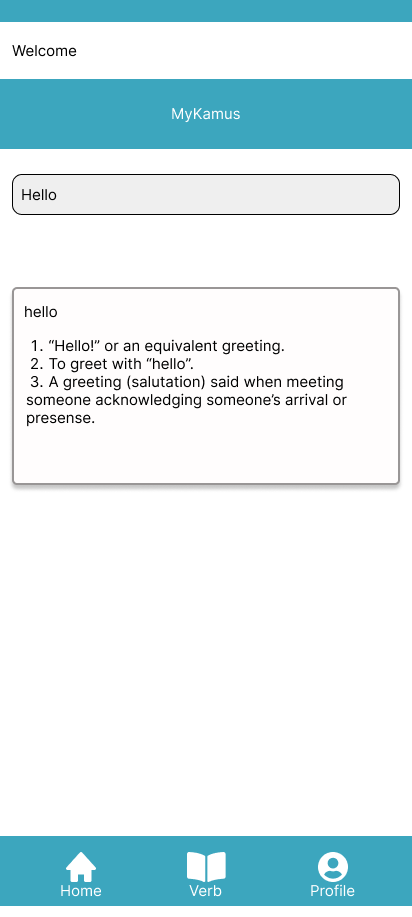 Welcome
MyKamus
Hello
hello
1. “Hello!” or an equivalent greeting.
2. To greet with “hello”.
3. A greeting (salutation) said when meeting
someone acknowledging someone’s arrival or
presense.
Home
Verb
Profile